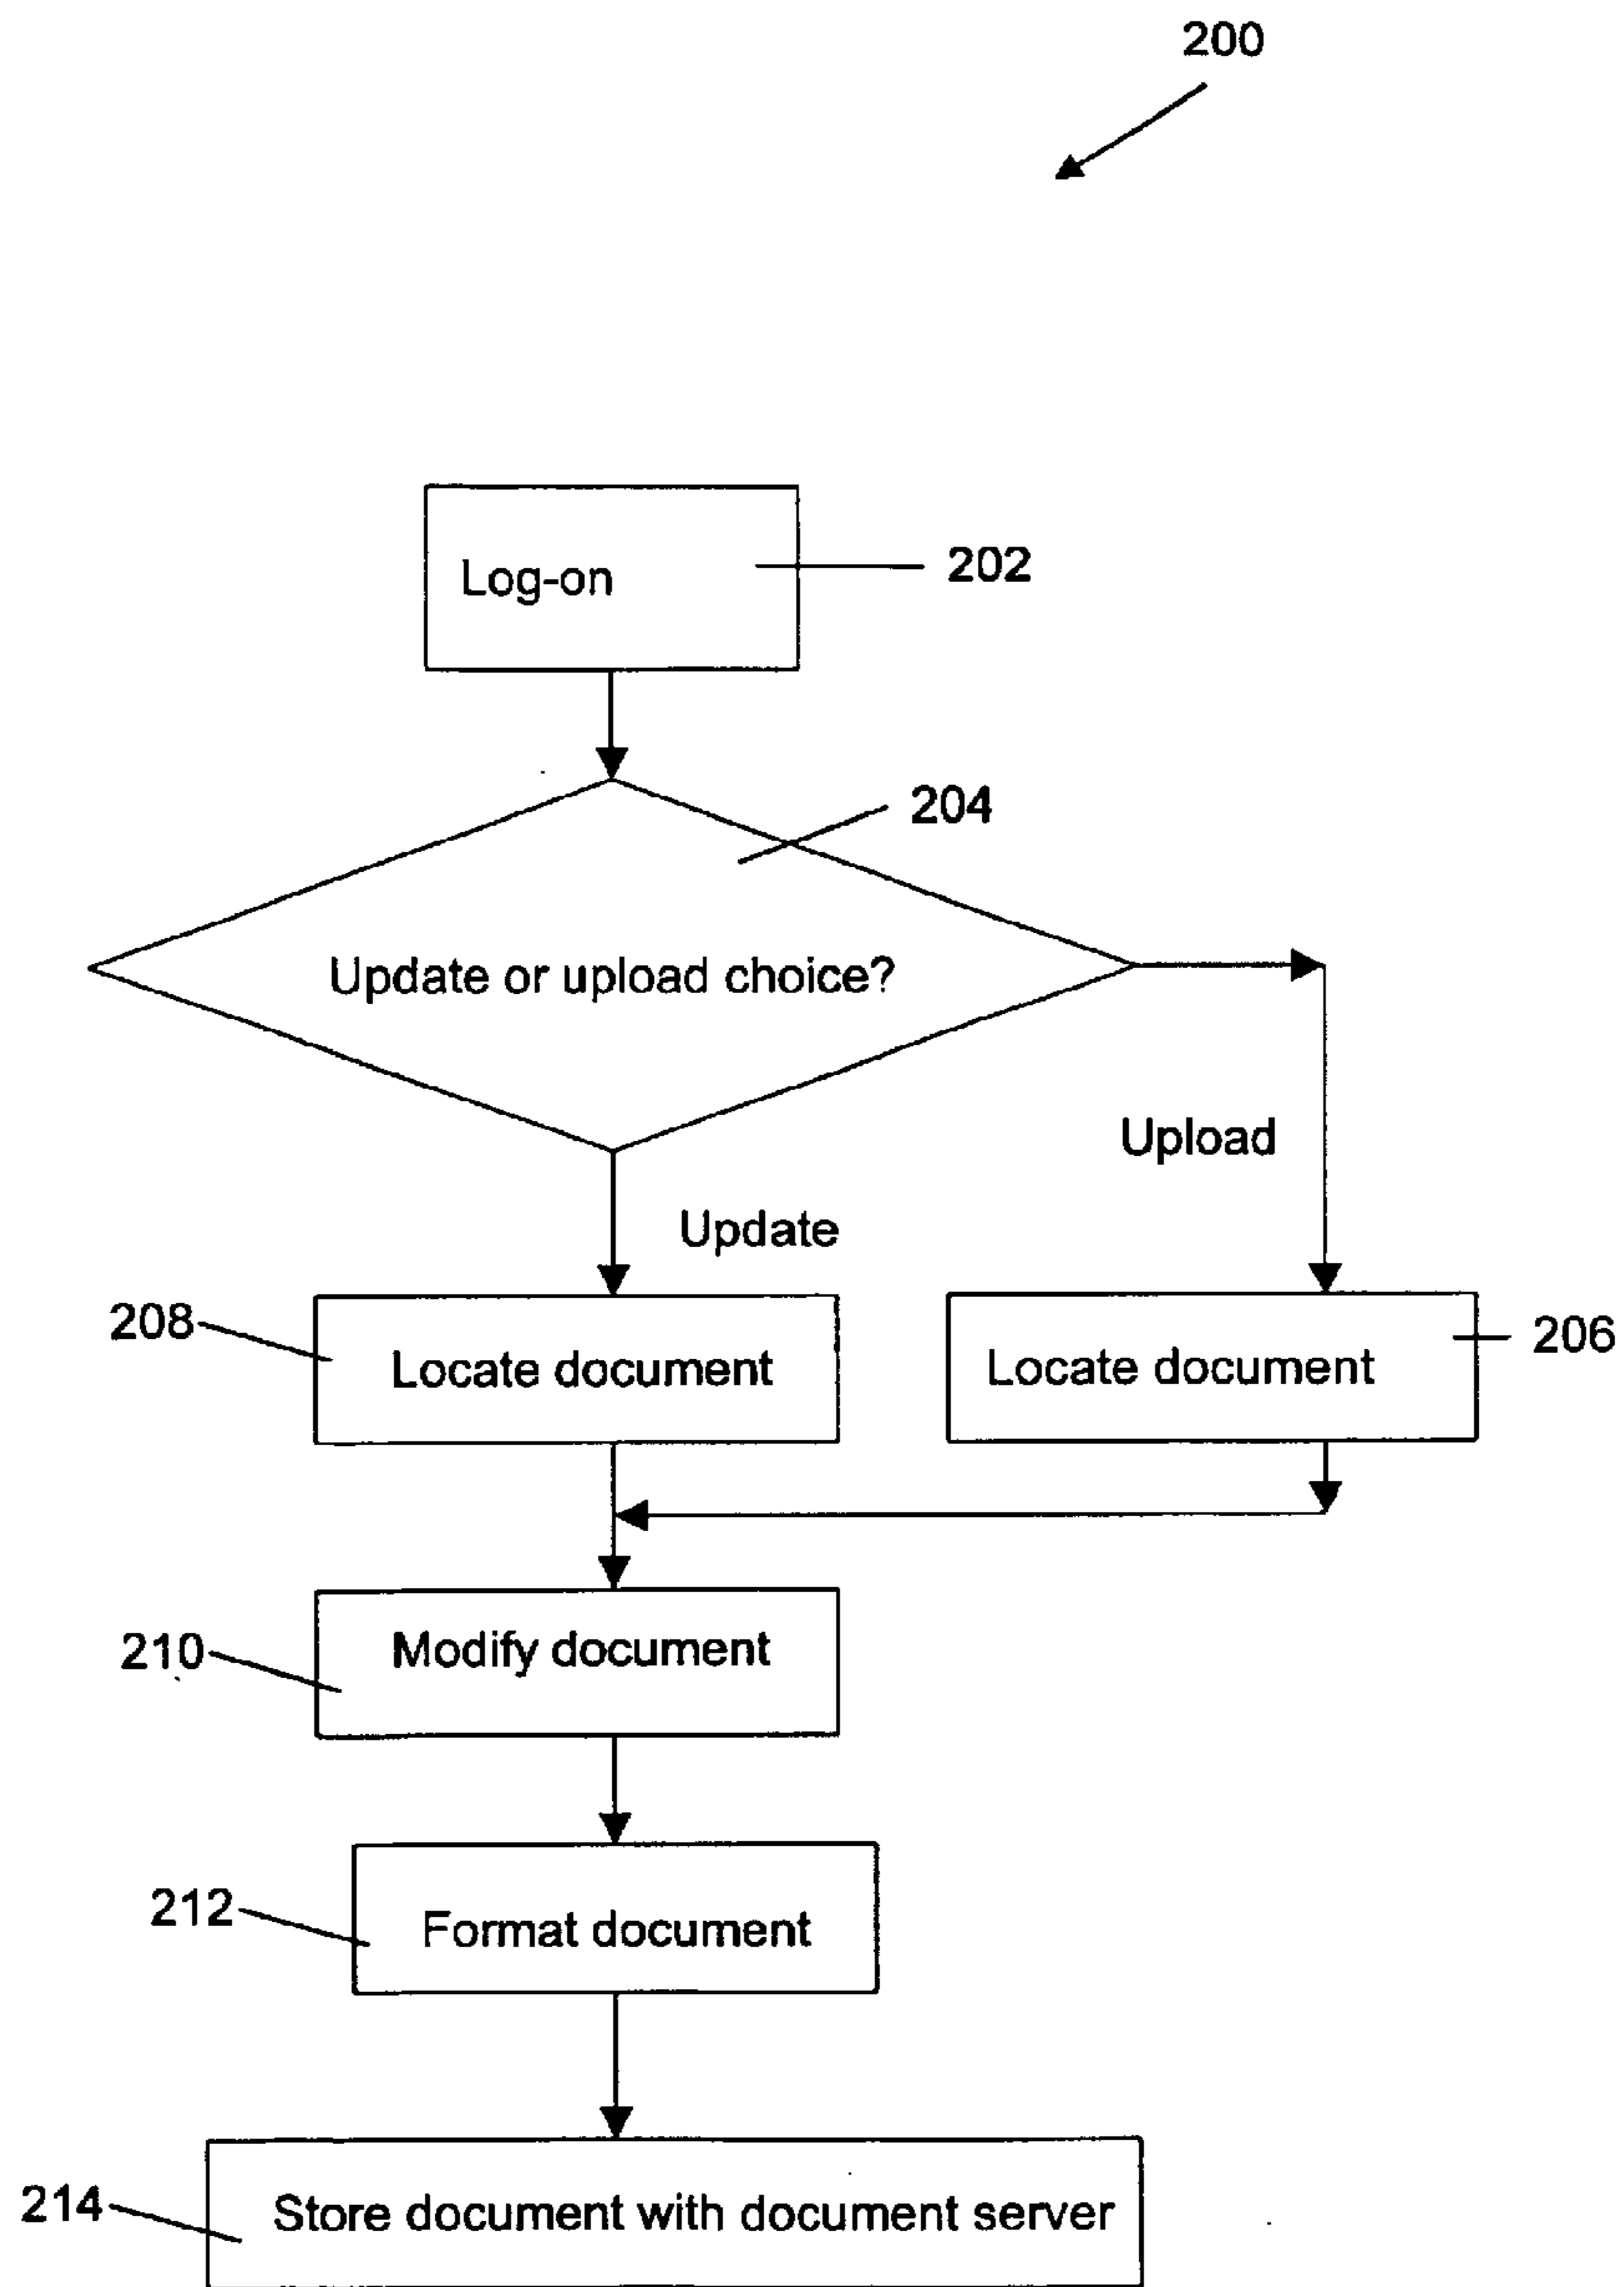 200
Log-on
202
204
Update or upload choice?
Upload
Update
208
Locate document
Locate document
206
210
Modify document
212
Format document
214
Store document with document server